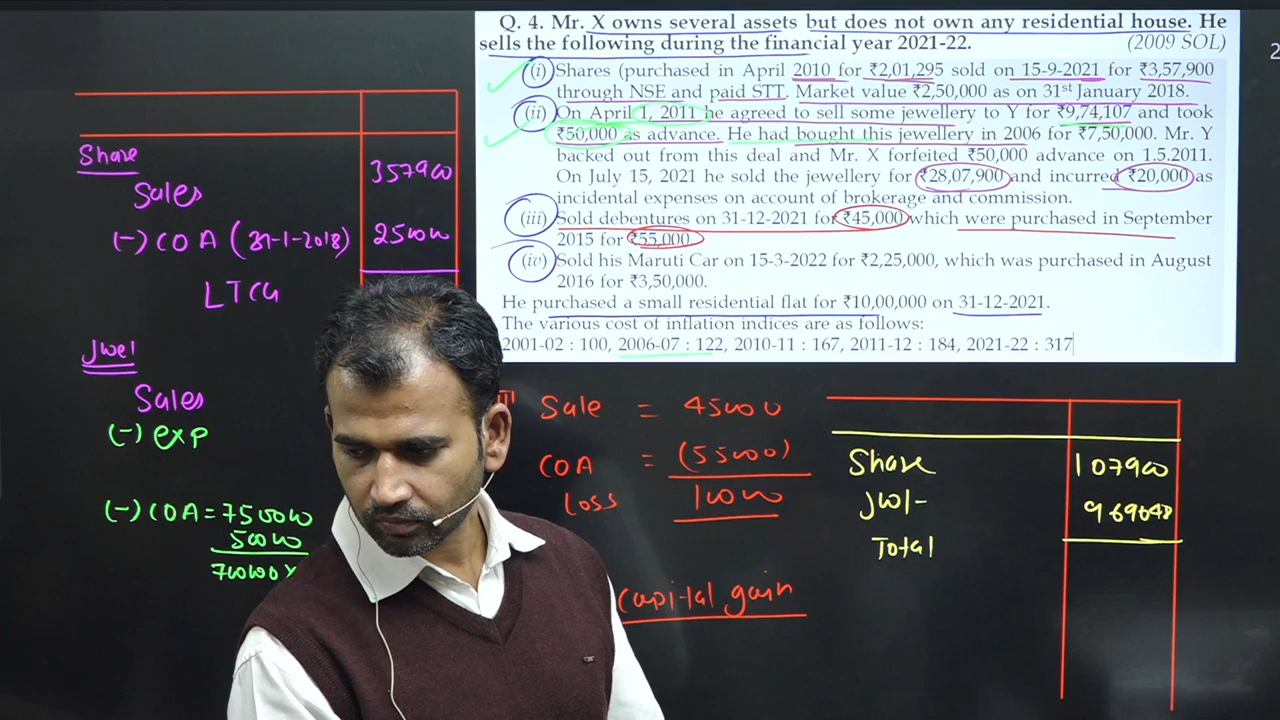 Q. 4. Mr. X owns several assets but does not own any residential house. He
sells the following during the financial year 2021-22. (2009 SOL)
(i) Shares (purchased in April 2010 for ₹2,01,295 sold on 15-9-2021 for ₹3,57,900
through NSE and paid STT. Market value ₹2,50,000 as on 31st January 2018.
(ii) On April 1, 2011 he agreed to sell some jewellery to Y for ₹9,74,107 and took
₹50,000 as advance. He had bought this jewellery in 2006 for ₹7,50,000. Mr. Y
backed out from this deal and Mr. X forfeited ₹50,000 advance on 1.5.2011.
On July 15, 2021 he sold the jewellery for ₹28,07,900 and incurred ₹20,000 as
incidental expenses on account of brokerage and commission.
(iii) Sold debentures on 31-12-2021 for ₹45,000 which were purchased in September
2015 for ₹55,000
(iv) Sold his Maruti Car on 15-3-2022 for ₹2,25,000, which was purchased in August
2016 for ₹3,50,000.
He purchased a small residential flat for ₹10,00,000 on 31-12-2021.
The various cost of inflation indices are as follows:
2001-02 : 100, 2006-07 : 122, 2010-11 : 167, 2011-12 : 184, 2021-22 : 317
2
Share
Sales 357900
(-) COA (31-1-2018) 250000
LTCG
Jwel
Sales
(-) exp
(-) COA = 750000
50000
700000 x
Sale = 45000
COA = (55000)
Loss 10000
capital gain
Share 107900
Jwl- 969048
Total